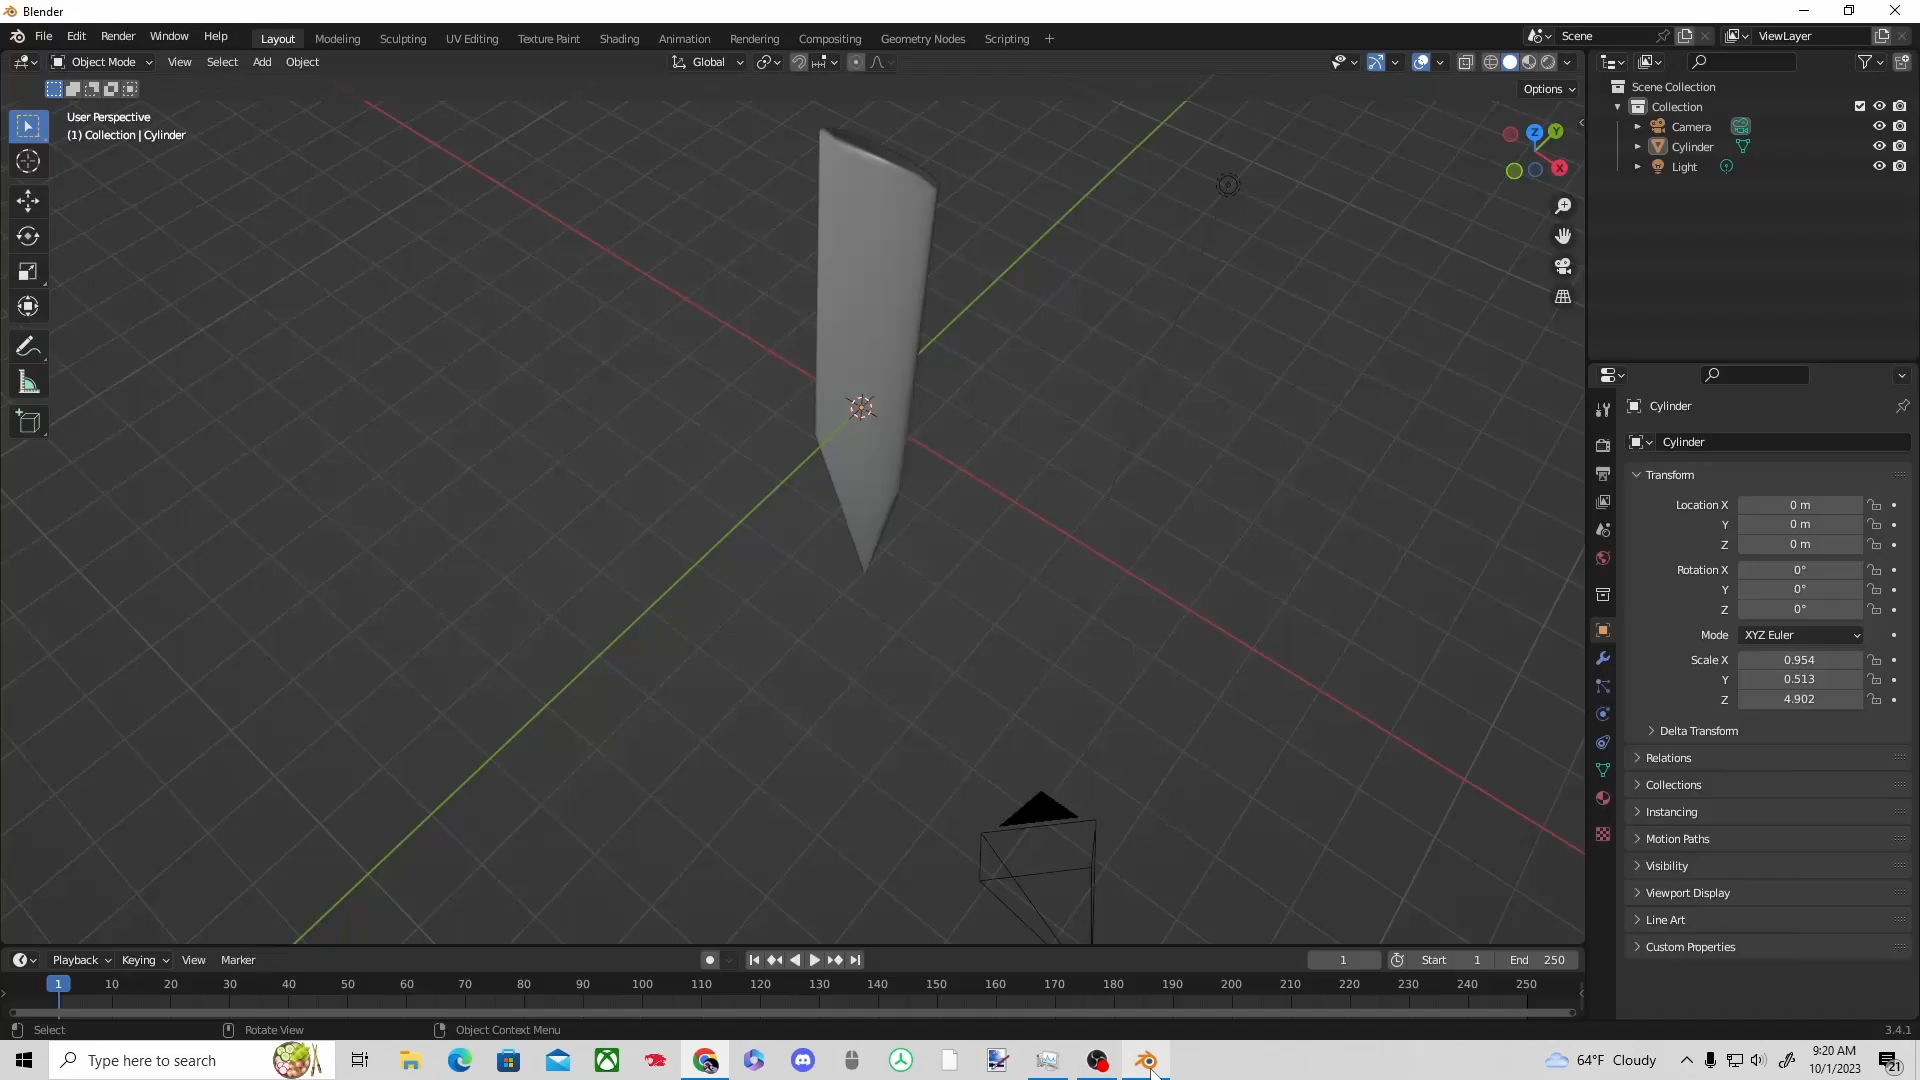 Blender
File Edit Render Window Help Layout Modeling Sculpting UV Editing Texture Paint Shading Animation Rendering Compositing Geometry Nodes Scripting + Scene ViewLayer
Object Mode View Select Add Object Global
Options
User Perspective
(1) Collection | Cylinder
Z Y
X
Scene Collection
Collection
Camera
Cylinder
Light
Cylinder
Cylinder
Transform
Location X 0 m
Y 0 m
Z 0 m
Rotation X 0°
Y 0°
Z 0°
Mode XYZ Euler
Scale X 0.954
Y 0.513
Z 4.902
Delta Transform
Relations
Collections
Instancing
Motion Paths
Visibility
Viewport Display
Line Art
Custom Properties
Playback Keying View Marker 1 Start 1 End 250
1 10 20 30 40 50 60 70 80 90 100 110 120 130 140 150 160 170 180 190 200 210 220 230 240 250
Select Rotate View Object Context Menu 3.4.1
Type here to search 64°F Cloudy 9:20 AM
10/1/2023 21